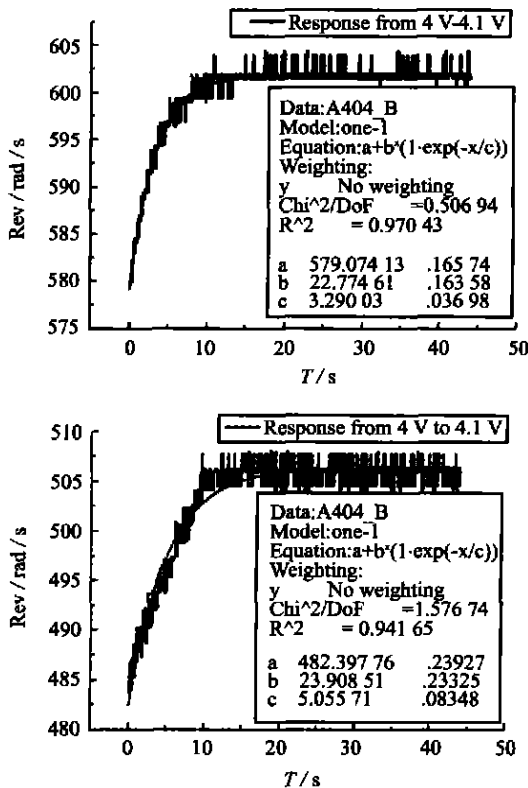 Response from 4 V-4.1 V
605
600
595
590
585
580
575
Rev/rad/s
0 10 20 30 40 50
T/s
Data:A404_B
Model:one-1
Equation:a+b*(1-exp(-x/c))
Weighting:
y No weighting
Chi^2/DoF =0.506 94
R^2 = 0.970 43
a 579.074 13 .165 74
b 22.774 61 .163 58
c 3.290 03 .036 98
Response from 4 V to 4.1 V
510
505
500
495
490
485
480
Rev/rad/s
0 10 20 30 40 50
T/s
Data:A404_B
Model:one-1
Equation:a+b*(1-exp(-x/c))
Weighting:
y No weighting
Chi^2/DoF =1.576 74
R^2 = 0.941 65
a 482.397 76 .23927
b 23.908 51 .23325
c 5.055 71 .08348